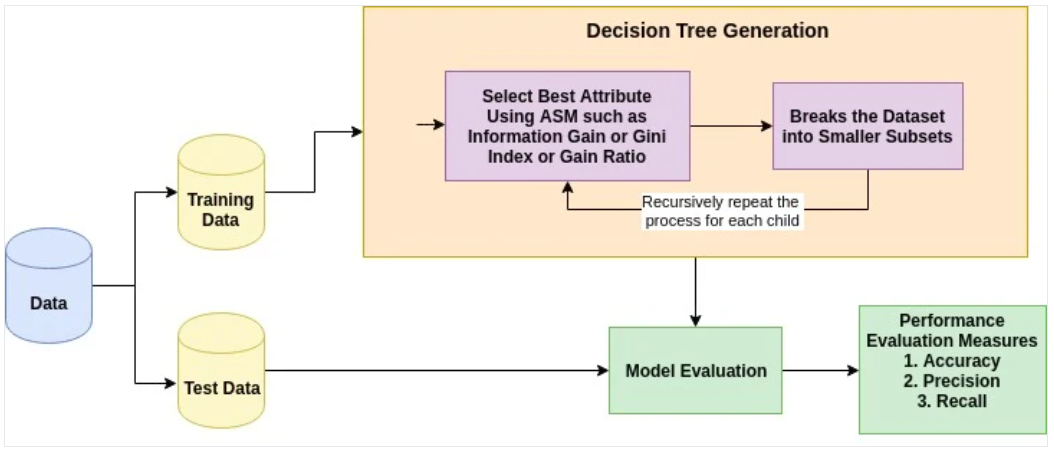 Decision Tree Generation
Select Best Attribute
Using ASM such as
Information Gain or Gini
Index or Gain Ratio
Breaks the Dataset
into Smaller Subsets
Recursively repeat the
process for each child
Training
Data
Data
Test Data
Model Evaluation
Performance
Evaluation Measures
1. Accuracy
2. Precision
3. Recall